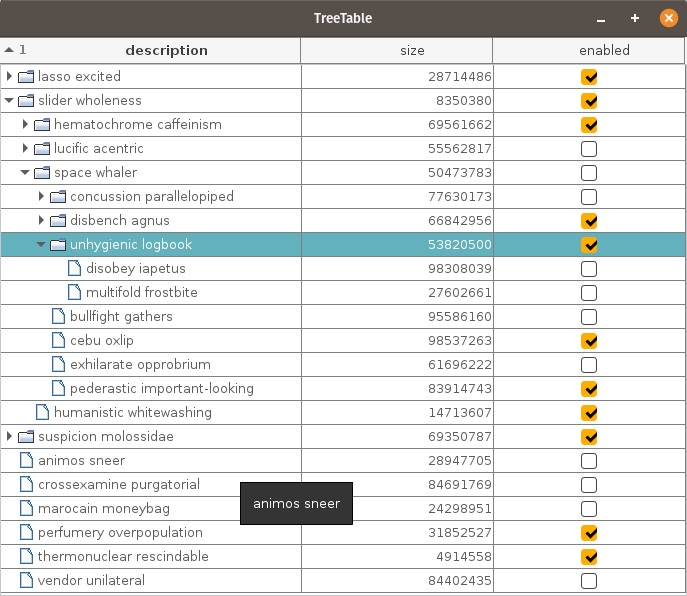 TreeTable
1 description size enabled
lasso excited 28714486
slider wholeness 8350380
hematochrome caffeinism 69561662
lucific acentric 55562817
space whaler 50473783
concussion parallelopiped 77630173
disbench agnus 66842956
unhygienic logbook 53820500
disobey iapetus 98308039
multifold frostbite 27602661
bullfight gathers 95586160
cebu oxlip 98537263
exhilarate opprobrium 61696222
pederastic important-looking 83914743
humanistic whitewashing 14713607
suspicion molossidae 69350787
animos sneer 28947705
crossexamine purgatorial 84691769
animos sneer
marocain moneybag 24298951
perfumery overpopulation 31852527
thermonuclear rescindable 4914558
vendor unilateral 84402435